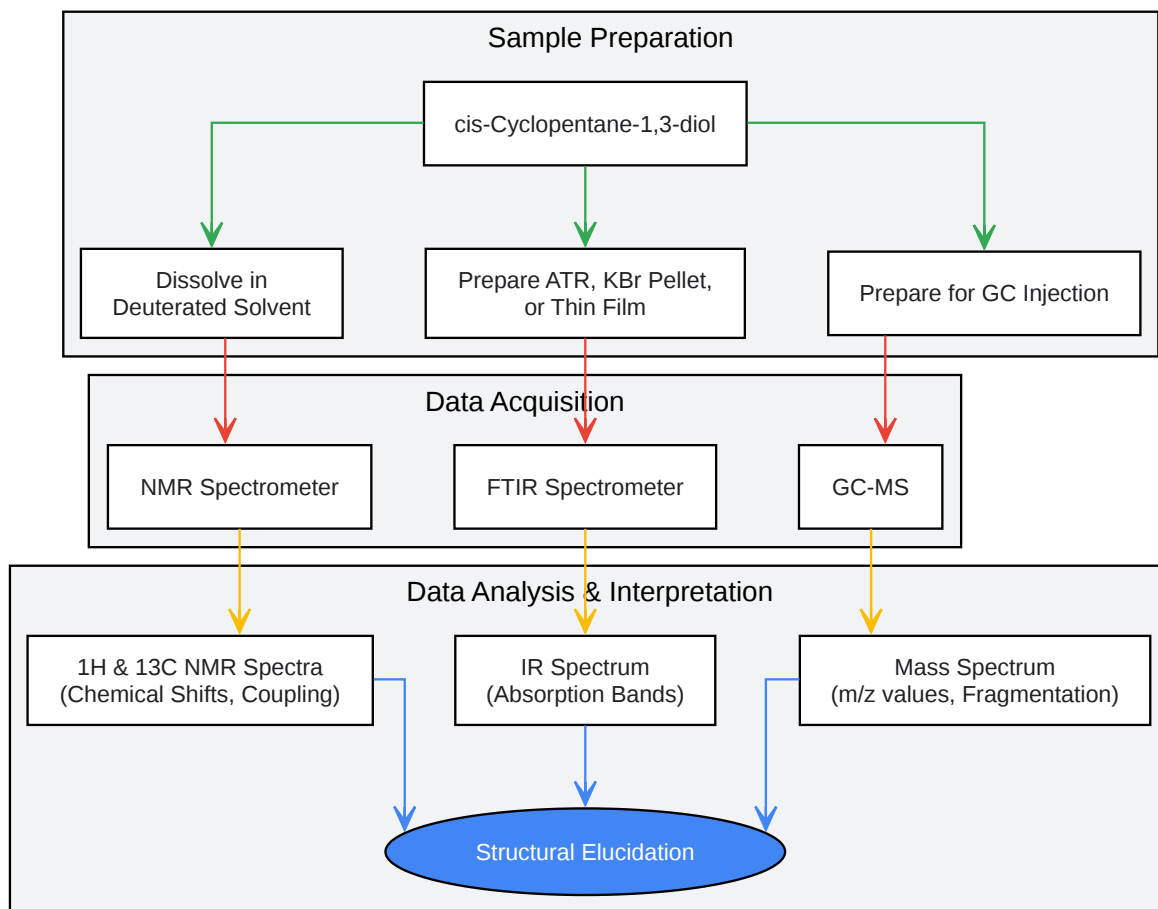 Sample Preparation
cis-Cyclopentane-1,3-diol
Dissolve in
Deuterated Solvent
Prepare ATR, KBr Pellet,
or Thin Film
Prepare for GC Injection
Data Acquisition
NMR Spectrometer
FTIR Spectrometer
GC-MS
Data Analysis & Interpretation
1H & 13C NMR Spectra
(Chemical Shifts, Coupling)
IR Spectrum
(Absorption Bands)
Mass Spectrum
(m/z values, Fragmentation)
Structural Elucidation